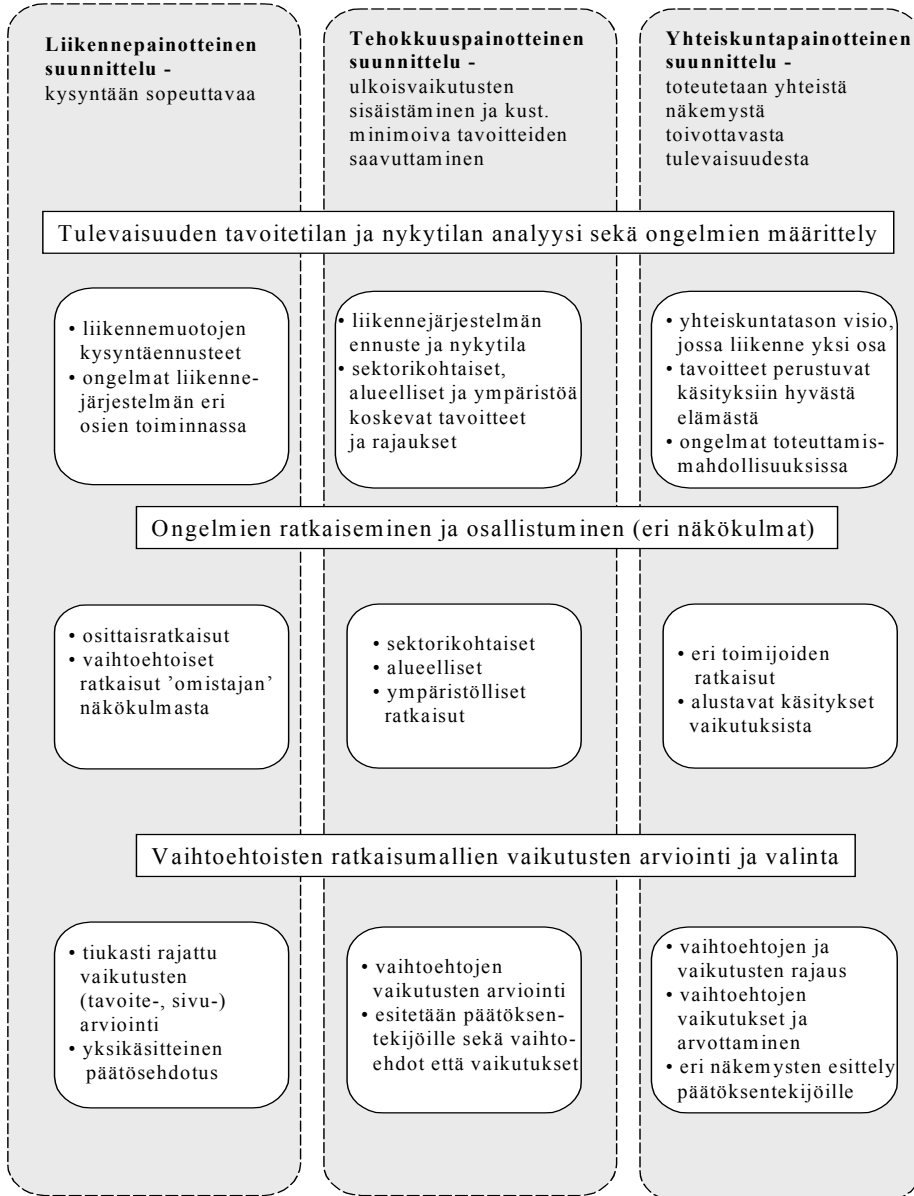 Liikennepainotteinen
suunnittelu -
kysyntään sopeuttavaa
Tehokkuuspainotteinen
suunnittelu -
ulkoisvaikutusten
sisäistäminen ja kust.
minimoiva tavoitteiden
saavuttaminen
Yhteiskuntapainotteinen
suunnittelu -
toteutetaan yhteistä
näkemystä
toivottavasta
tulevaisuudesta
Tulevaisuuden tavoitetilan ja nykytilan analyysi sekä ongelmien määrittely
• liikennemuotojen
kysyntäennusteet
• ongelmat liikenne-
järjestelmän eri
osien toiminnassa
• liikennejärjestelmän
ennuste ja nykytila
• sektorikohtaiset,
alueelliset ja ympäristöä
koskevat tavoitteet
ja rajaukset
• yhteiskuntatason visio,
jossa liikenne yksi osa
• tavoitteet perustuvat
käsityksiin hyvästä
elämästä
• ongelmat toteuttamis-
mahdollisuuksissa
Ongelmien ratkaiseminen ja osallistuminen (eri näkökulmat)
• osittaisratkaisut
• vaihtoehtoiset
ratkaisut ’omistajan’
näkökulmasta
• sektorikohtaiset
• alueelliset
• ympäristölliset
ratkaisut
• eri toimijoiden
ratkaisut
• alustavat käsitykset
vaikutuksista
Vaihtoehtoisten ratkaisumallien vaikutusten arviointi ja valinta
• tiukasti rajattu
vaikutusten
(tavoite-, sivu-)
arviointi
• yksikäsitteinen
päätösehdotus
• vaihtoehtojen
vaikutusten arviointi
• esitetään päätöksen-
tekijöille sekä vaihto-
ehdot että vaikutukset
• vaihtoehtojen ja
vaikutusten rajaus
• vaihtoehtojen
vaikutukset ja
arvottaminen
• eri näkemysten esittely
päätöksentekijöille